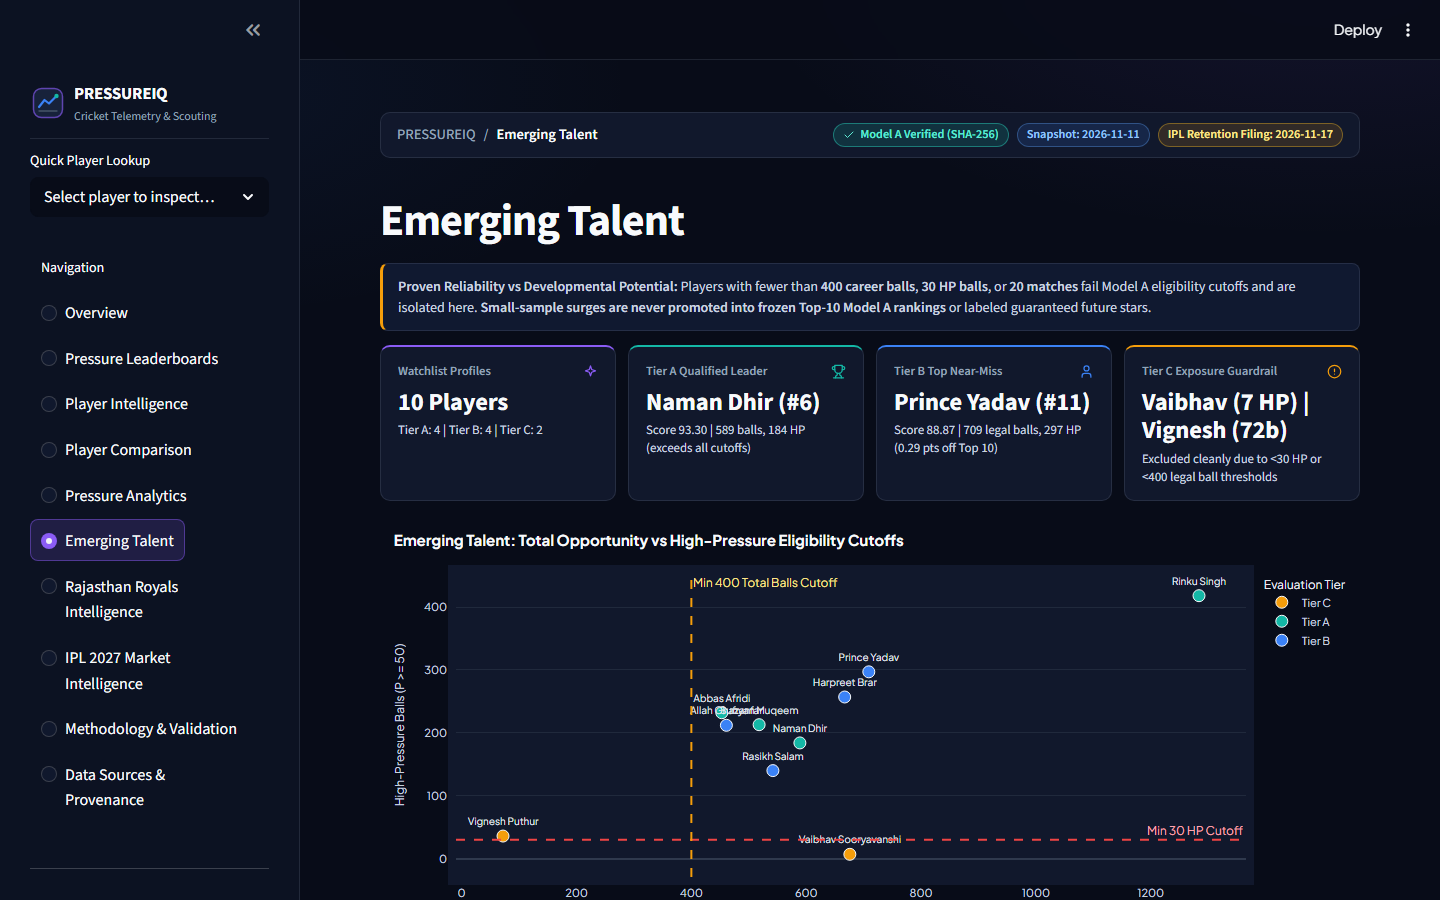 Deploy
PRESSUREIQ
Cricket Telemetry & Scouting
Quick Player Lookup
Select player to inspect...
Navigation
Overview
Pressure Leaderboards
Player Intelligence
Player Comparison
Pressure Analytics
Emerging Talent
Rajasthan Royals
Intelligence
IPL 2027 Market
Intelligence
Methodology & Validation
Data Sources &
Provenance
PRESSUREIQ / Emerging Talent
Model A Verified (SHA-256)
Snapshot: 2026-11-11
IPL Retention Filing: 2026-11-17
Emerging Talent
Proven Reliability vs Developmental Potential: Players with fewer than 400 career balls, 30 HP balls, or 20 matches fail Model A eligibility cutoffs and are
isolated here. Small-sample surges are never promoted into frozen Top-10 Model A rankings or labeled guaranteed future stars.
Watchlist Profiles
10 Players
Tier A: 4 | Tier B: 4 | Tier C: 2
Tier A Qualified Leader
Naman Dhir (#6)
Score 93.30 | 589 balls, 184 HP
(exceeds all cutoffs)
Tier B Top Near-Miss
Prince Yadav (#11)
Score 88.87 | 709 legal balls, 297 HP
(0.29 pts off Top 10)
Tier C Exposure Guardrail
Vaibhav (7 HP) |
Vignesh (72b)
Excluded cleanly due to <30 HP or
<400 legal ball thresholds
Emerging Talent: Total Opportunity vs High-Pressure Eligibility Cutoffs
Min 400 Total Balls Cutoff
Rinku Singh
Evaluation Tier
Tier C
Tier A
Tier B
High-Pressure Balls (P >= 50)
400
300
200
100
0
Prince Yadav
Harpreet Brar
Abbas Afridi
Allah
Muqeem
Naman Dhir
Rasikh Salam
Vignesh Puthur
Vaibhav Sooryavanshi
Min 30 HP Cutoff
0
200
400
600
800
1000
1200